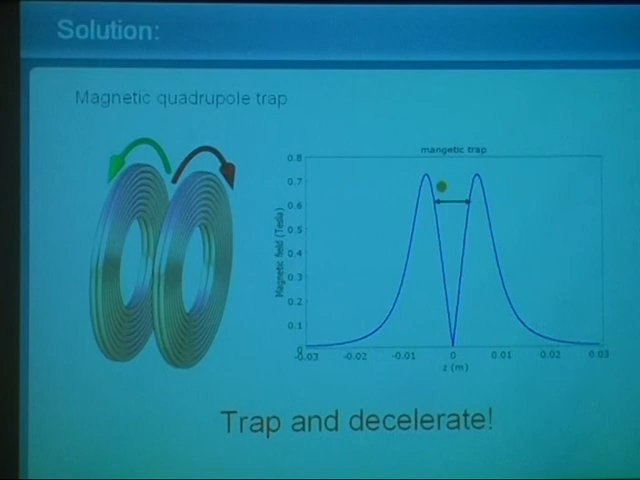 Solution:
Magnetic quadrupole trap
mangetic trap
Magnetic field (Tesla)
0.8
0.7
0.6
0.5
0.4
0.3
0.2
0.1
0
-0.03 -0.02 -0.01 0 0.01 0.02 0.03
z (m)
Trap and decelerate!